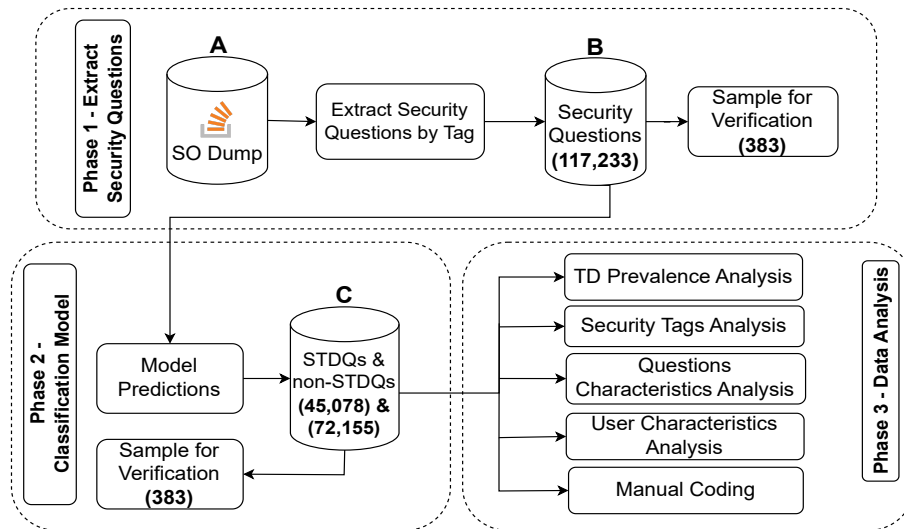 Phase 1 - Extract
Security Questions
A
SO Dump
Extract Security
Questions by Tag
B
Security
Questions
(117,233)
Sample for
Verification
(383)
Phase 2 -
Classification Model
Model
Predictions
C
STDQs &
non-STDQs
(45,078) &
(72,155)
Sample for
Verification
(383)
TD Prevalence Analysis
Security Tags Analysis
Questions
Characteristics Analysis
User Characteristics
Analysis
Manual Coding
Phase 3 - Data Analysis